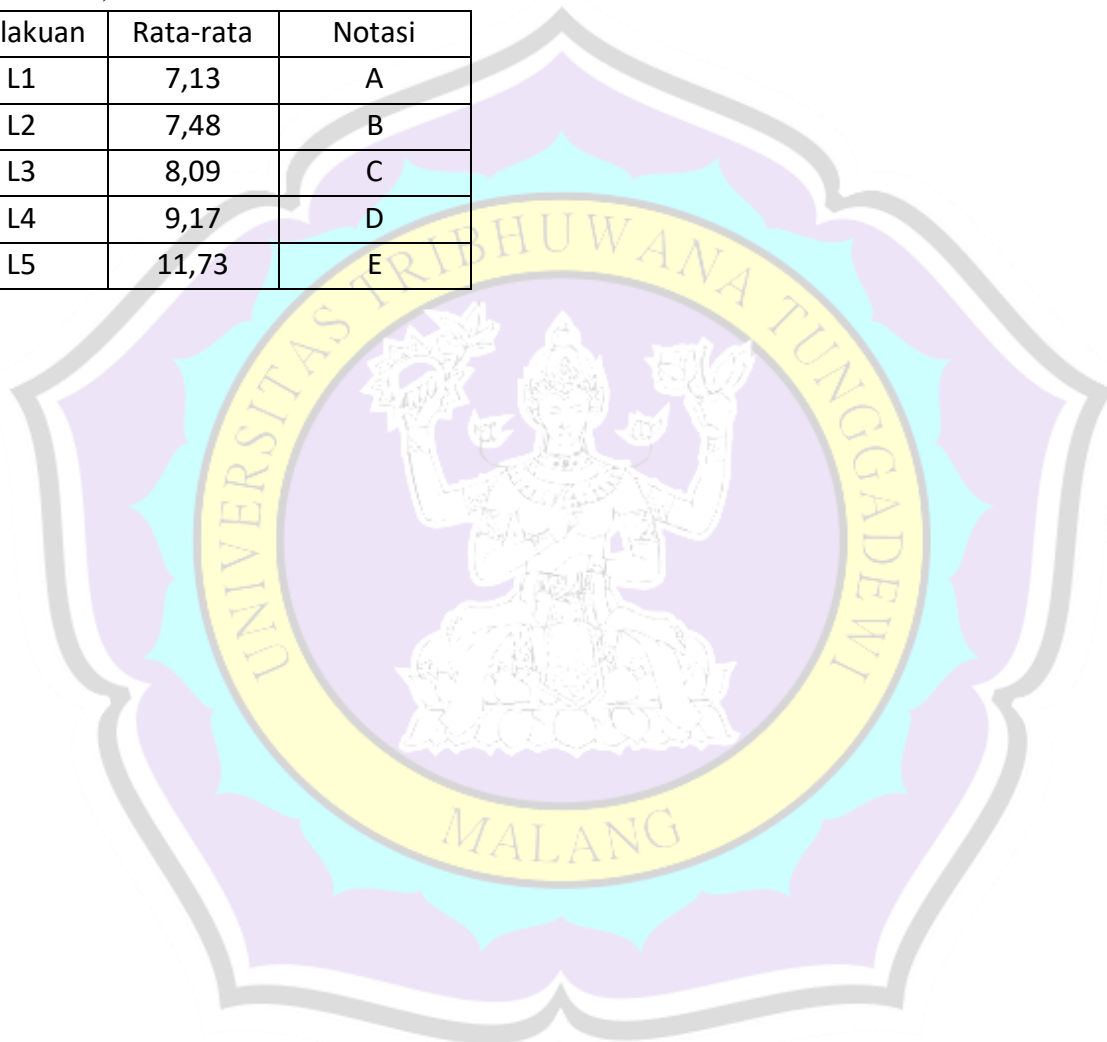 lakuan Rata-rata Notasi
L1 7,13 A
L2 7,48 B
L3 8,09 C
L4 9,17 D
L5 11,73 E
UNIVERSITAS TRIBHUWANA TUNGGADEWI
MALANG